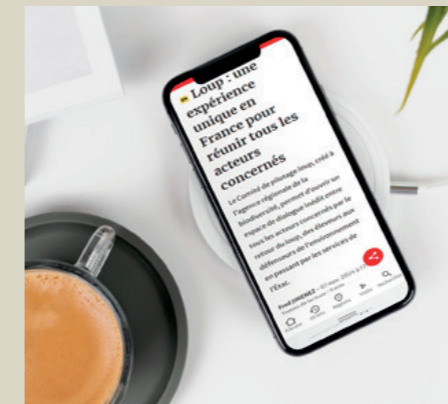 Loup : une
expérience
unique en
France pour
réunir tous les
acteurs
concernés
Le Comité de pilotage loup, créé à
l'agence régionale de la
biodiversité, permet d'ouvrir un
espace de dialogue inédit entre
tous les acteurs concernés par le
retour du loup, des éleveurs aux
défenseurs de l'environnement
en passant par les services de
l'État.
Fred JIMENEZ